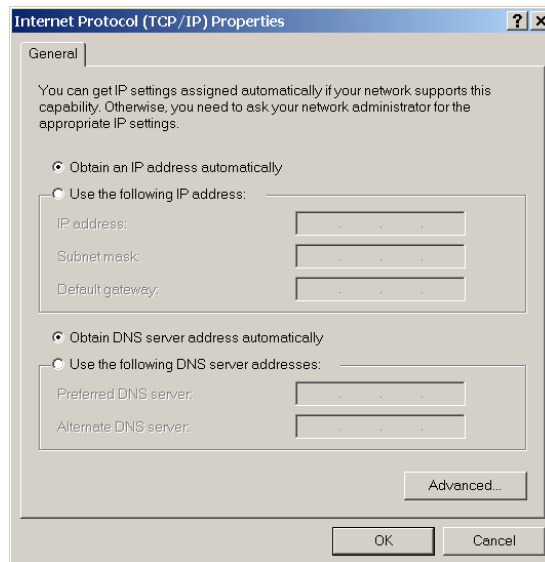 Internet Protocol (TCP/IP) Properties
General
You can get IP settings assigned automatically if your network supports this
capability. Otherwise, you need to ask your network administrator for the
appropriate IP settings.
Obtain an IP address automatically
Use the following IP address:
IP address:
Subnet mask:
Default gateway:
Obtain DNS server address automatically
Use the following DNS server addresses:
Preferred DNS server:
Alternate DNS server:
Advanced...
OK Cancel